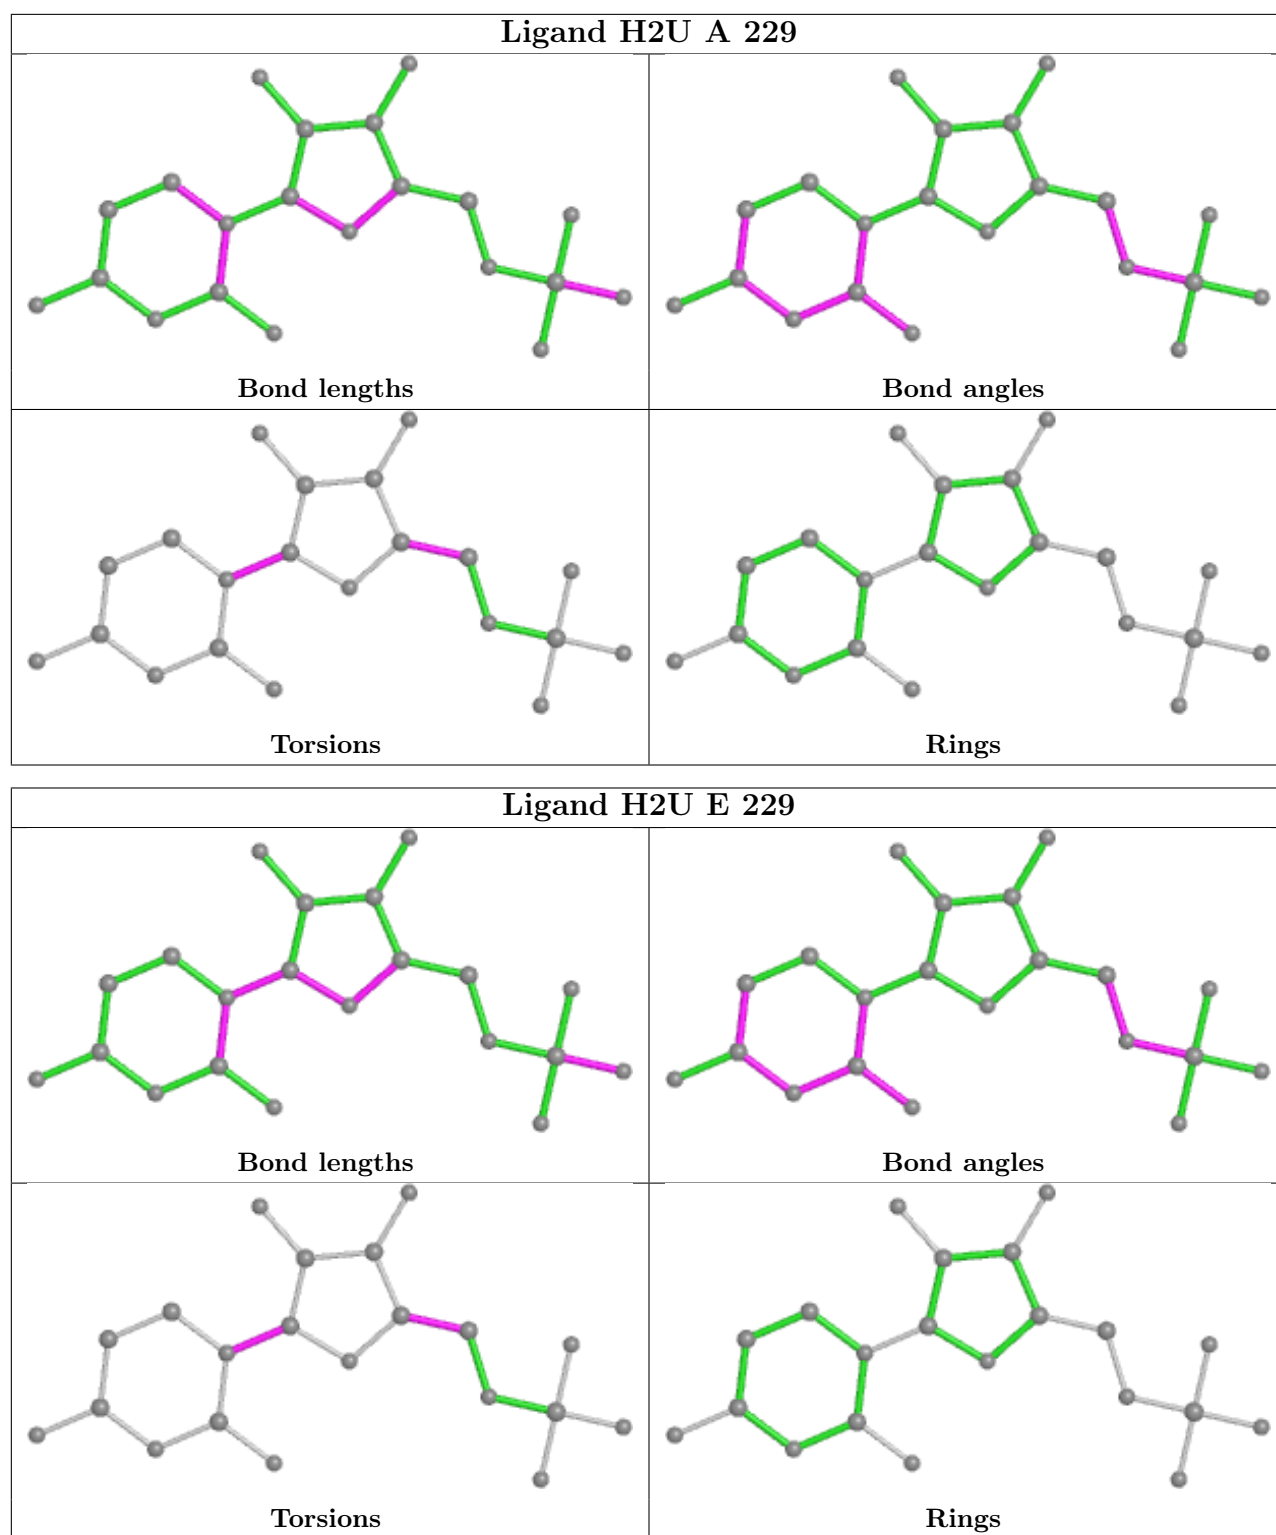 Ligand H2U A 229
Bond lengths
Bond angles
Torsions
Rings
Ligand H2U E 229
Bond lengths
Bond angles
Torsions
Rings